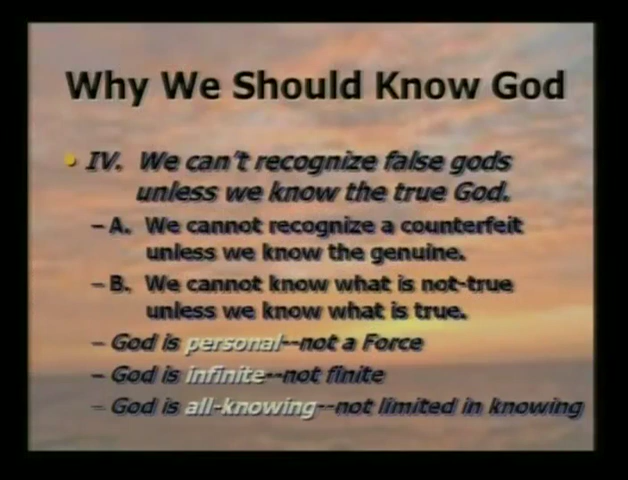 Why We Should Know God
• IV. We can't recognize false gods
unless we know the true God.
– A. We cannot recognize a counterfeit
unless we know the genuine.
– B. We cannot know what is not-true
unless we know what is true.
– God is personal--not a Force
– God is infinite--not finite
– God is all-knowing--not limited in knowing